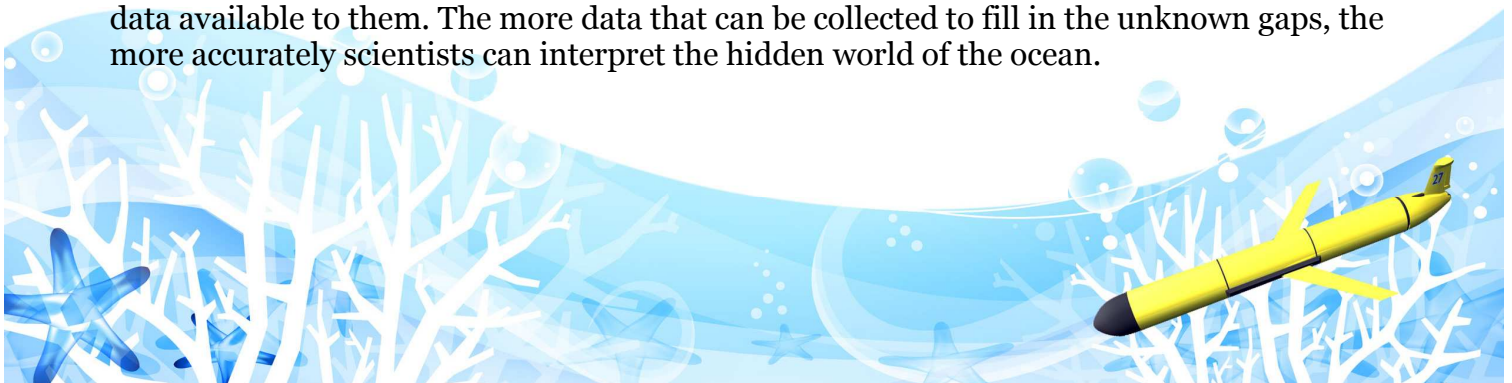 data available to them. The more data that can be collected to fill in the unknown gaps, the
more accurately scientists can interpret the hidden world of the ocean.
27